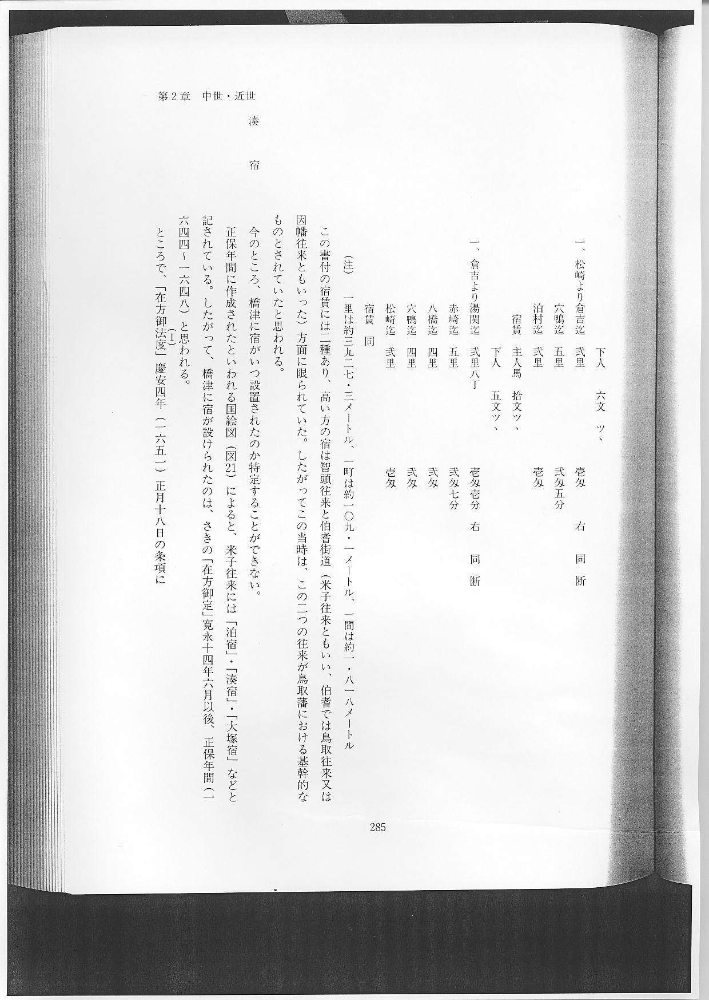 第2章　中世・近世
下人　六文　ツ、
一、松崎より倉吉迄　弐里　壱匁　右　同　断
穴鴨迄　五里　弐匁五分
泊村迄　弐里　壱匁
宿賃　主人馬　拾文ツ、
下人　五文ツ、
一、倉吉より湯関迄　弐里八丁　壱匁壱分　右　同　断
赤崎迄　五里　弐匁七分
八橋迄　四里　弐匁
穴鴨迄　四里　弐匁
松崎迄　弐里　壱匁
宿賃　同
（注）　一里は約三九二七・三メートル、一町は約一〇九・一メートル、一間は約一・八一八メートル
この書付の宿賃には二種あり、高い方の宿は智頭往来と伯耆街道（米子往来ともいい、伯耆では鳥取往来又は
因幡往来ともいった）方面に限られていた。したがってこの当時は、この二つの往来が鳥取藩における基幹的な
ものとされていたと思われる。
湊　宿
今のところ、橋津に宿がいつ設置されたのか特定することができない。
正保年間に作成されたといわれる国絵図（図21）によると、米子往来には「泊宿」・「湊宿」・「大塚宿」などと
記されている。したがって、橋津に宿が設けられたのは、さきの「在方御定」寛永十四年六月以後、正保年間（一
六四四～一六四八）と思われる。
ところで、「在方御法度」(1)慶安四年（一六五一）正月十八日の条項に
285